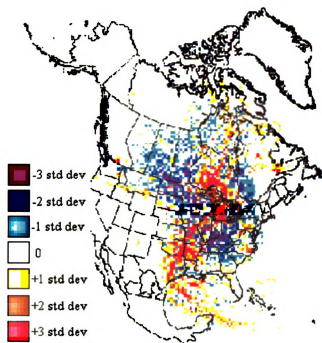 -3 std dev
-2 std dev
-1 std dev
0
+1 std dev
+2 std dev
+3 std dev